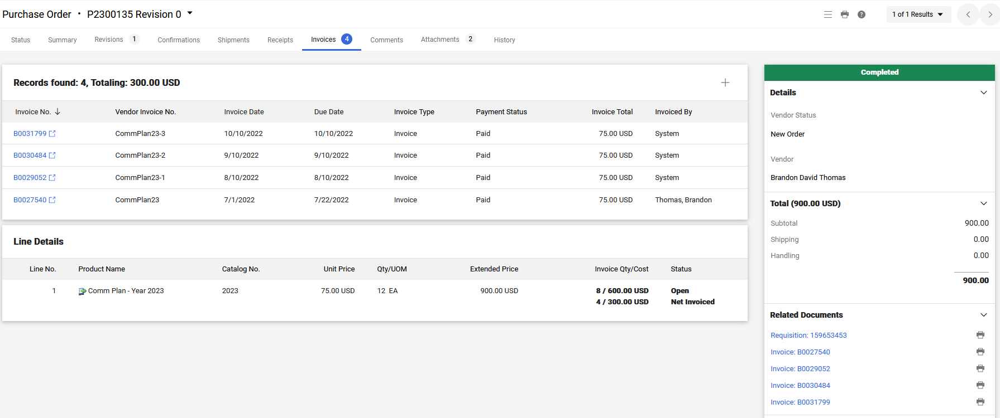 Purchase Order • P2300135 Revision 0
1 of 1 Results
Status Summary Revisions 1 Confirmations Shipments Receipts Invoices 4 Comments Attachments 2 History
Records found: 4, Totaling: 300.00 USD
Invoice No. Vendor Invoice No. Invoice Date Due Date Invoice Type Payment Status Invoice Total Invoiced By
B0031799 CommPlan23-3 10/10/2022 10/10/2022 Invoice Paid 75.00 USD System
B0030484 CommPlan23-2 9/10/2022 9/10/2022 Invoice Paid 75.00 USD System
B0029052 CommPlan23-1 8/10/2022 8/10/2022 Invoice Paid 75.00 USD System
B0027540 CommPlan23 7/1/2022 7/22/2022 Invoice Paid 75.00 USD Thomas, Brandon
Line Details
Line No. Product Name Catalog No. Unit Price Qty/UOM Extended Price Invoice Qty/Cost Status
1 Comm Plan - Year 2023 2023 75.00 USD 12 EA 900.00 USD 8 / 600.00 USD Open
4 / 300.00 USD Net Invoiced
Completed
Details
Vendor Status
New Order
Vendor
Brandon David Thomas
Total (900.00 USD)
Subtotal 900.00
Shipping 0.00
Handling 0.00
900.00
Related Documents
Requisition: 159653453
Invoice: B0027540
Invoice: B0029052
Invoice: B0030484
Invoice: B0031799